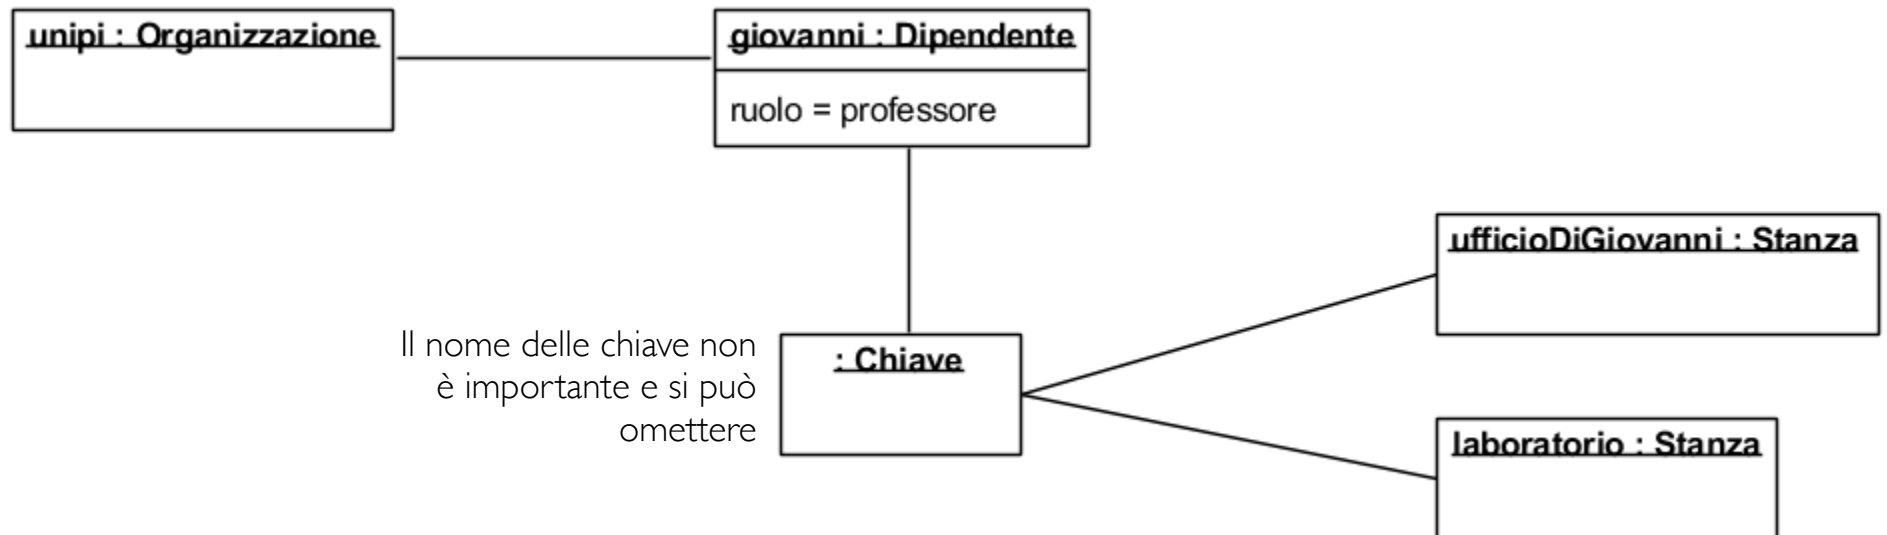 unipi : Organizzazione
giovanni : Dipendente
ruolo = professore
ufficioDiGiovanni : Stanza
Il nome delle chiave non
è importante e si può
omettere
: Chiave
laboratorio : Stanza